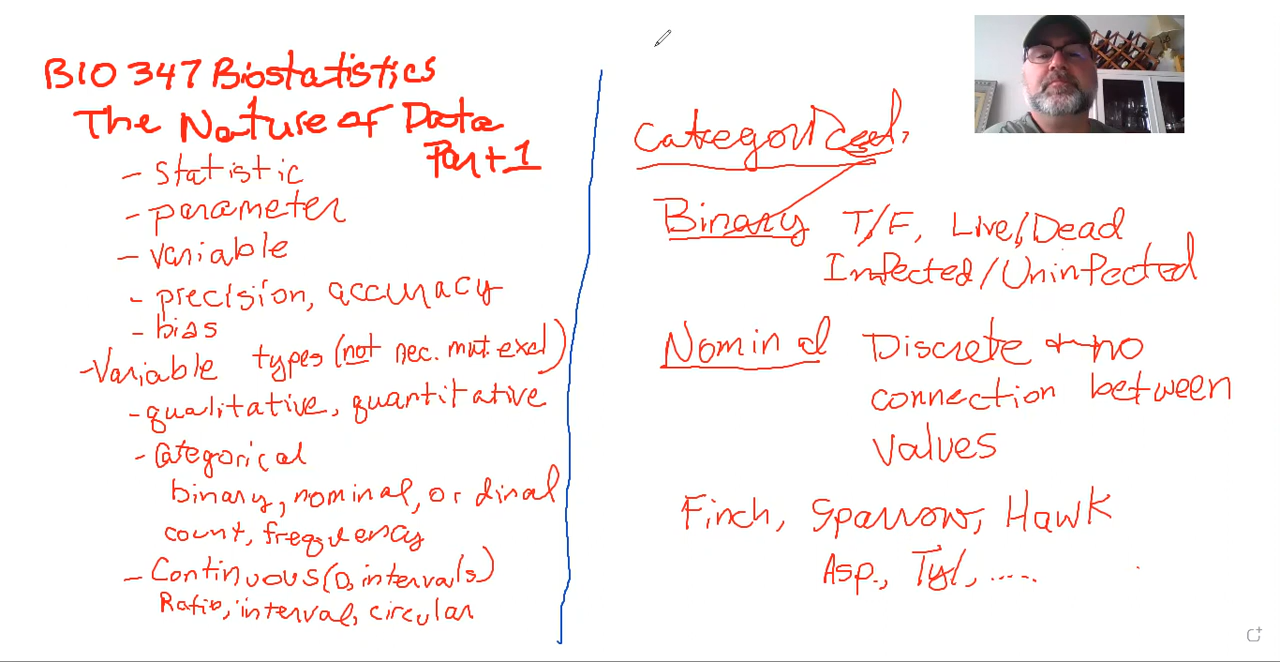 BIO 347 Biostatistics
The Nature of Data
Part 1
- Statistic
- parameter
- variable
- precision, accuracy
- bias
- Variable types (not nec. mut. excl)
- qualitative, quantitative
- Categorical
binary, nominal, ordinal
count, frequency
- Continuous (0, intervals)
Ratio, interval, circular
Binary T/F, Live/Dead
Infected/Uninfected
Nominal Discrete + no
connection between
values
Finch, Sparrow, Hawk
Asp., Tyl, .....